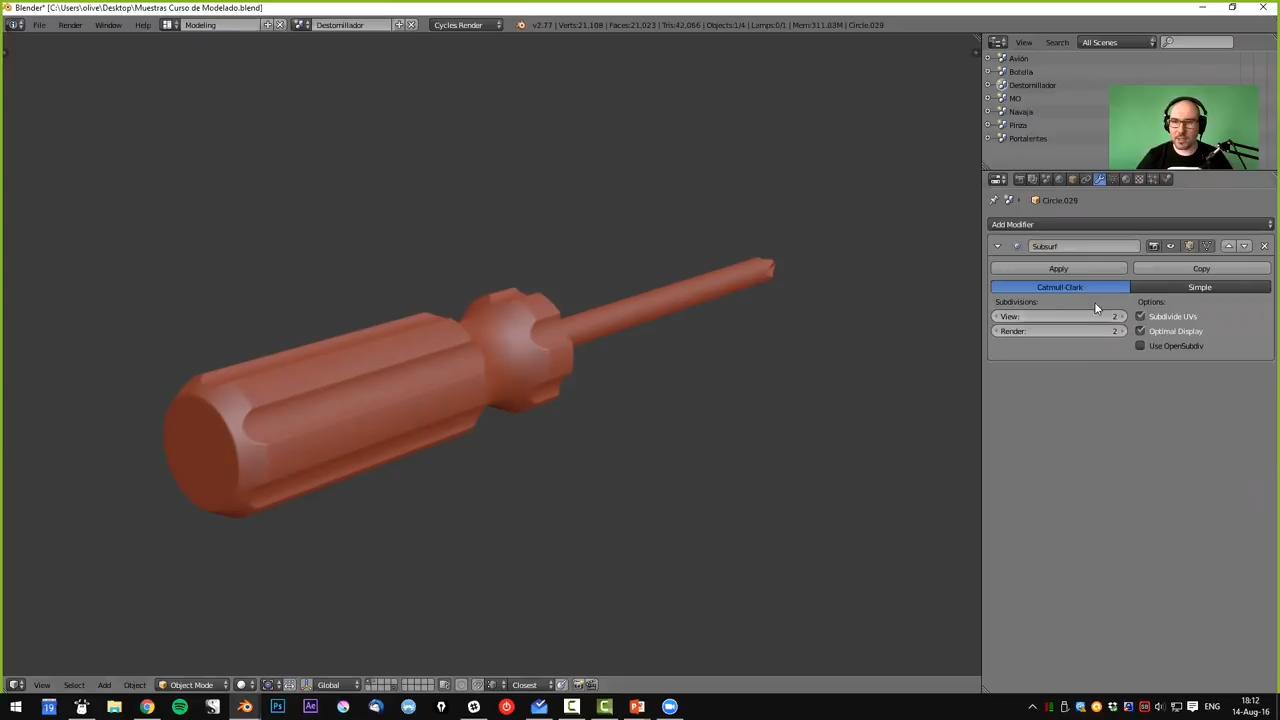 Blender* [C:\Users\olive\Desktop\Muestras Curso de Modelado.blend]
File Render Window Help Modeling Destornillador Cycles Render v2.77 | Verts:21,108 | Faces:21,023 | Tris:42,066 | Objects:1/4 | Lamps:0/1 | Mem:311.03M | Circle.029
View Search All Scenes
Avión
Botella
Destornillador
MO
Navaja
Pinza
Portalentes
Circle.029
Add Modifier
Subsurf
Apply Copy
Catmull-Clark Simple
Subdivisions: Options:
View: 2 Subdivide UVs
Render: 2 Optimal Display
Use OpenSubdiv
View Select Add Object Object Mode Global Closest
19 Ps Ae ENG 18:12
14-Aug-16